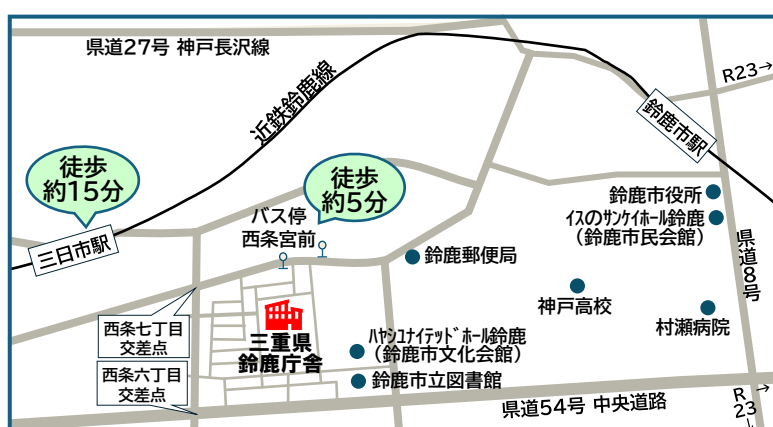 県道27号 神戸長沢線
近鉄鈴鹿線
R23→
鈴鹿市駅
徒歩
約15分
徒歩
約5分
バス停
西条宮前
三日市駅
鈴鹿市役所
イスのサンケイホール鈴鹿
(鈴鹿市民会館)
県道8号
鈴鹿郵便局
神戸高校
村瀬病院
西条七丁目
交差点
三重県
鈴鹿庁舎
ハヤシユナイテッドホール鈴鹿
(鈴鹿市文化会館)
西条六丁目
交差点
鈴鹿市立図書館
県道54号 中央道路
R→
23
↓